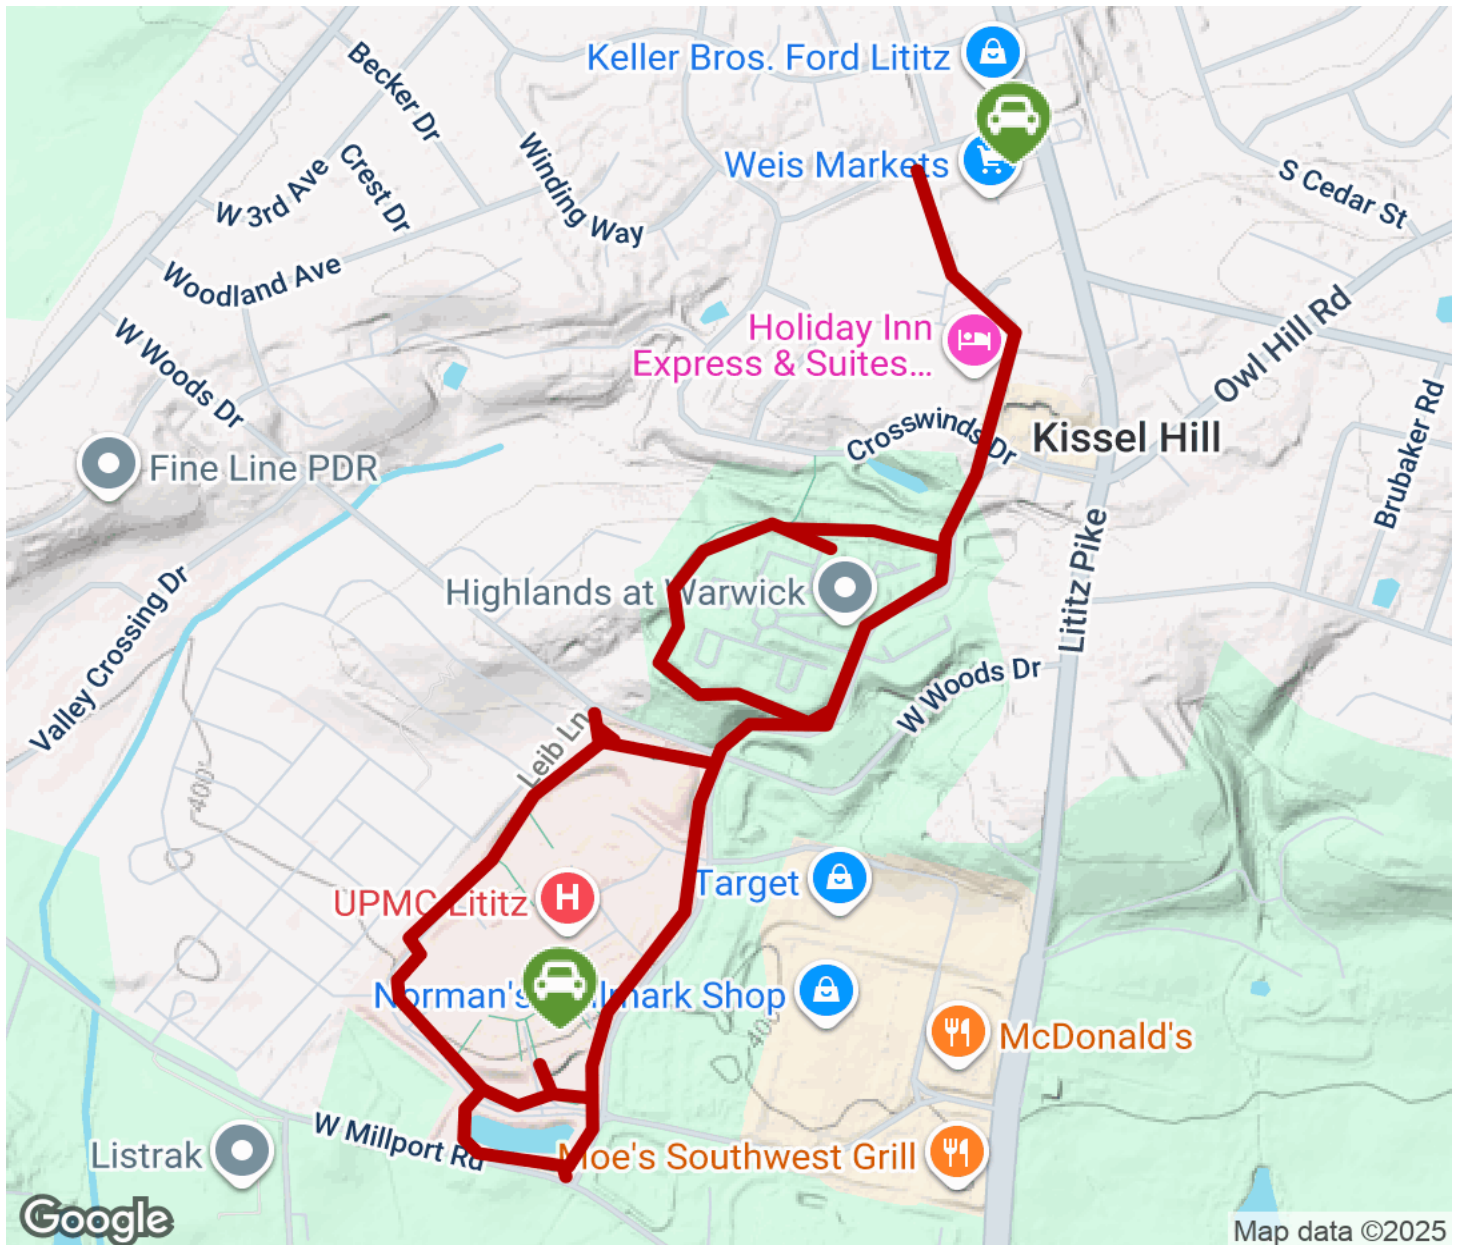 Keller Bros. Ford Lititz
Becker Dr
Weis Markets
W 3rd Ave
Crest Dr
Winding Way
S Cedar St
Woodland Ave
W Woods Dr
Holiday Inn
Express & Suites...
Owl Hill Rd
Crosswinds Dr
Kissel Hill
Brubaker Rd
Fine Line PDR
Lititz Pike
Highlands at Warwick
Valley Crossing Dr
W Woods Dr
Leib Ln
400'
Target
UPMC Lititz
H
Norman's Hallmark Shop
McDonald's
W Millport Rd
Listrak
Moe's Southwest Grill
Google
Map data ©2025